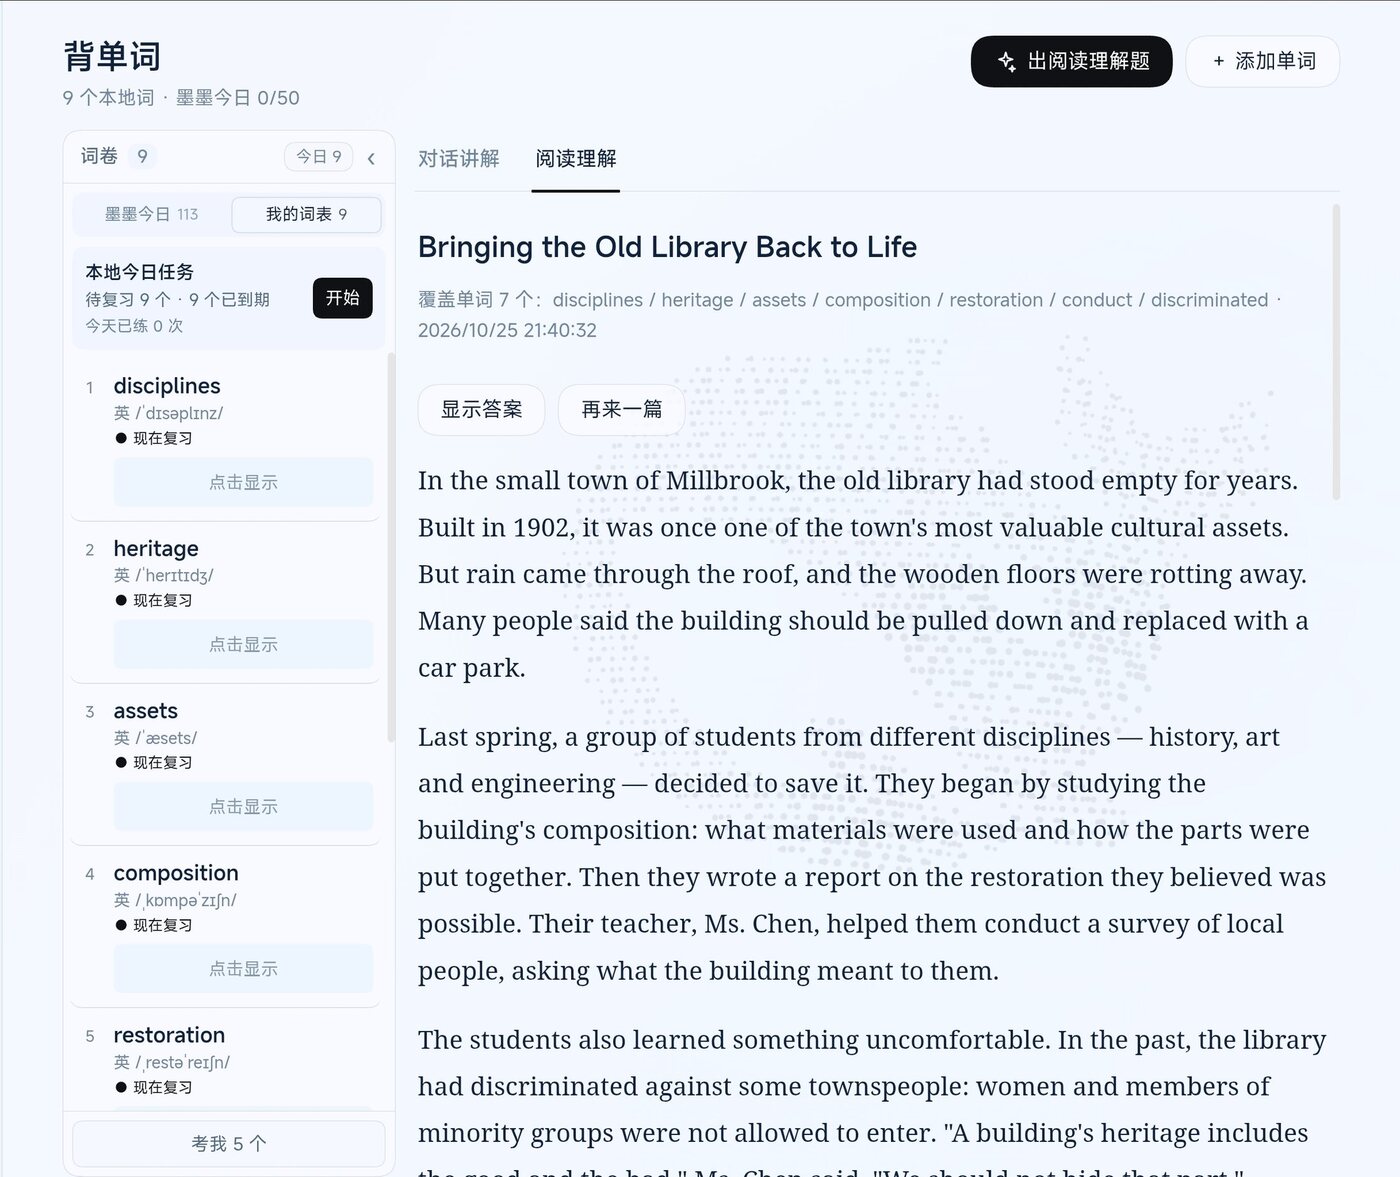 背单词
9 个本地词 · 墨墨今日 0/50
出阅读理解题
+ 添加单词
词卷 9
今日 9
墨墨今日 113
我的词表 9
本地今日任务
待复习 9 个 · 9 个已到期
今天已练 0 次
开始
1 disciplines
英 /ˈdɪsəplɪnz/
现在复习
点击显示
2 heritage
英 /ˈherɪtɪdʒ/
现在复习
点击显示
3 assets
英 /ˈæsets/
现在复习
点击显示
4 composition
英 /ˌkɒmpəˈzɪʃn/
现在复习
点击显示
5 restoration
英 /ˌrestəˈreɪʃn/
现在复习
考我 5 个
对话讲解
阅读理解
Bringing the Old Library Back to Life
覆盖单词 7 个：disciplines / heritage / assets / composition / restoration / conduct / discriminated ·
2026/10/25 21:40:32
显示答案
再来一篇
In the small town of Millbrook, the old library had stood empty for years.
Built in 1902, it was once one of the town's most valuable cultural assets.
But rain came through the roof, and the wooden floors were rotting away.
Many people said the building should be pulled down and replaced with a
car park.
Last spring, a group of students from different disciplines — history, art
and engineering — decided to save it. They began by studying the
building's composition: what materials were used and how the parts were
put together. Then they wrote a report on the restoration they believed was
possible. Their teacher, Ms. Chen, helped them conduct a survey of local
people, asking what the building meant to them.
The students also learned something uncomfortable. In the past, the library
had discriminated against some townspeople: women and members of
minority groups were not allowed to enter. "A building's heritage includes
the good and the bad," Ms. Chen said. "We should not hide that part."